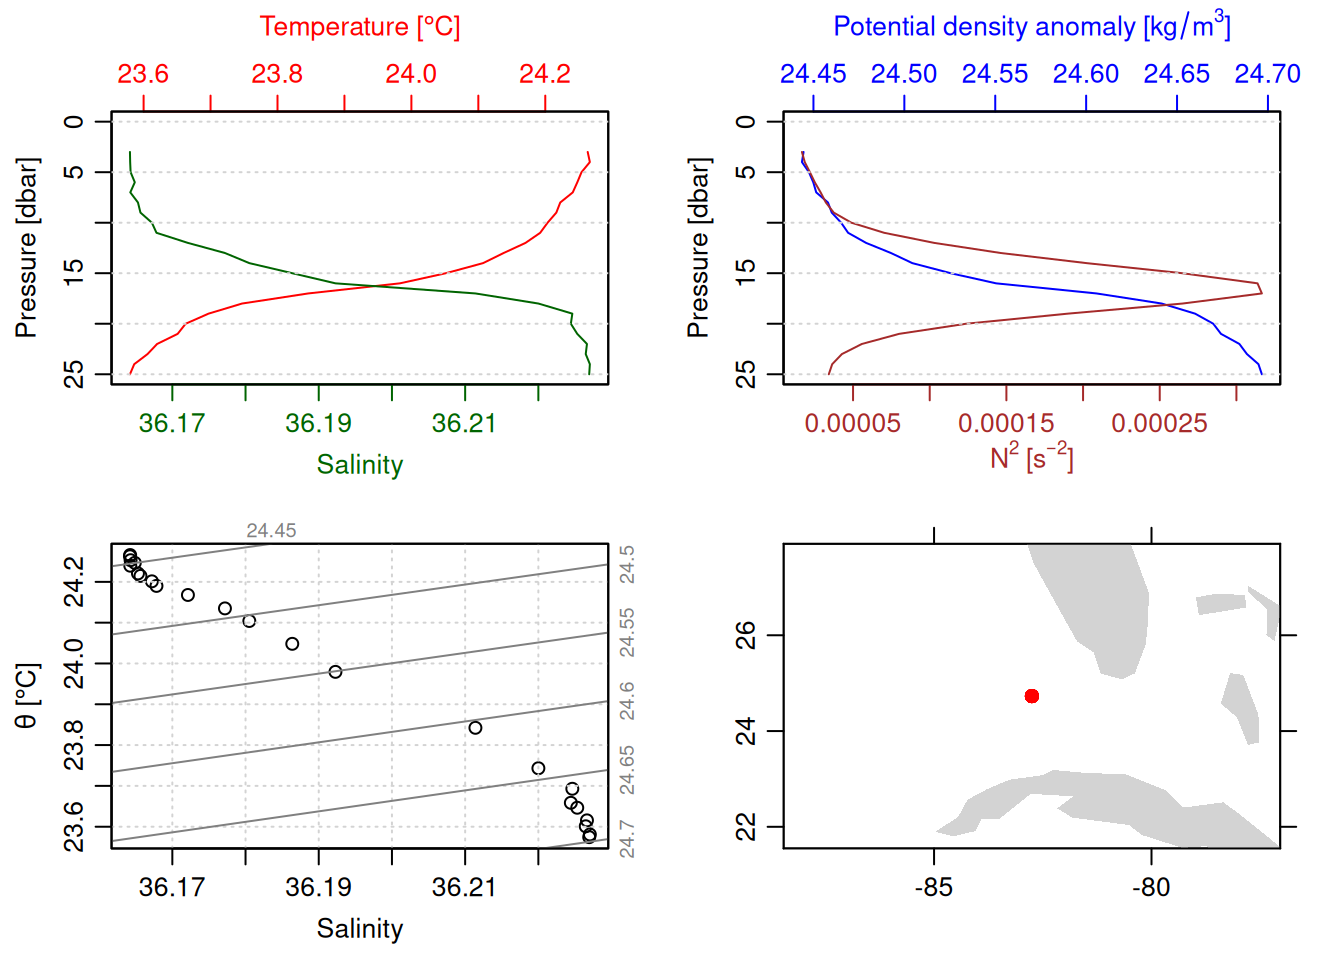 Temperature [°C]
23.6 23.8 24.0 24.2
Pressure [dbar]
0
5
15
25
36.17 36.19 36.21
Salinity
Potential density anomaly [kg/m³]
24.45 24.50 24.55 24.60 24.65 24.70
Pressure [dbar]
0
5
15
25
0.00005 0.00015 0.00025
N² [s⁻²]
24.45
θ [°C]
24.2
24.0
23.8
23.6
24.5
24.55
24.6
24.65
24.7
36.17 36.19 36.21
Salinity
26
24
22
-85 -80